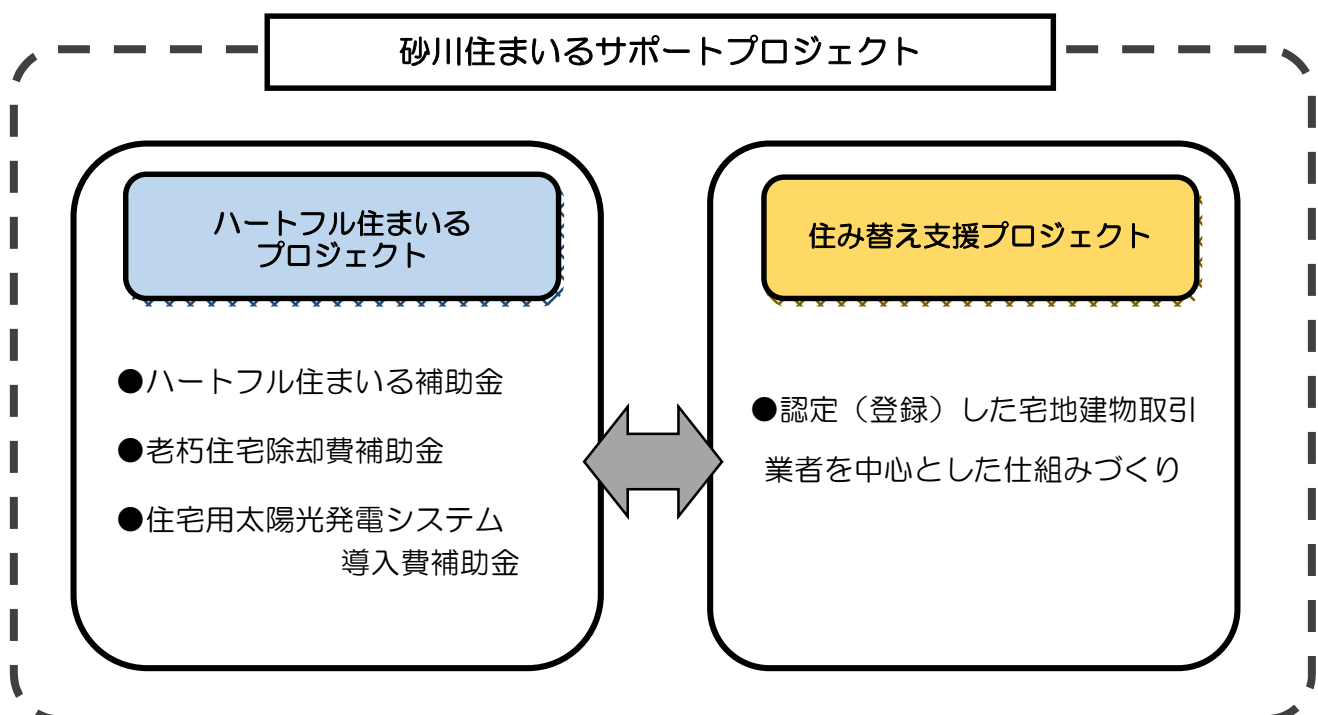 砂川住まいるサポートプロジェクト
ハートフル住まいる
プロジェクト
●ハートフル住まいる補助金
●老朽住宅除却費補助金
●住宅用太陽光発電システム
導入費補助金
住み替え支援プロジェクト
●認定（登録）した宅地建物取引
業者を中心とした仕組みづくり